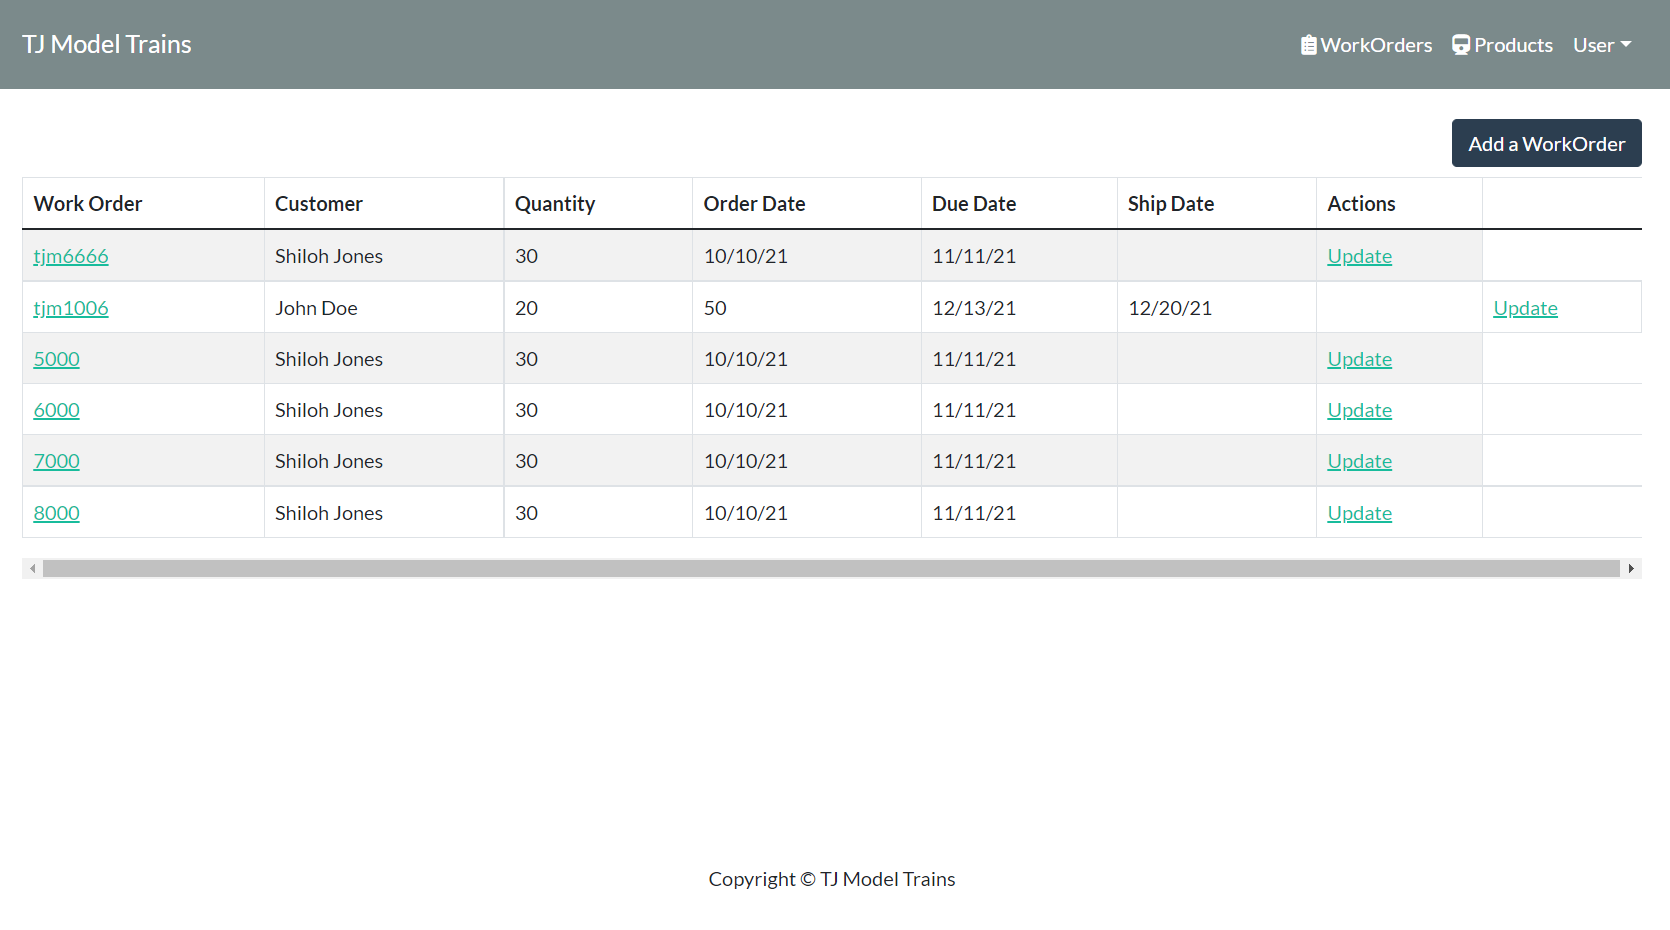 TJ Model Trains WorkOrders Products User
Add a WorkOrder
Work Order Customer Quantity Order Date Due Date Ship Date Actions
tjm6666 Shiloh Jones 30 10/10/21 11/11/21 Update
tjm1006 John Doe 20 50 12/13/21 12/20/21 Update
5000 Shiloh Jones 30 10/10/21 11/11/21 Update
6000 Shiloh Jones 30 10/10/21 11/11/21 Update
7000 Shiloh Jones 30 10/10/21 11/11/21 Update
8000 Shiloh Jones 30 10/10/21 11/11/21 Update
Copyright © TJ Model Trains